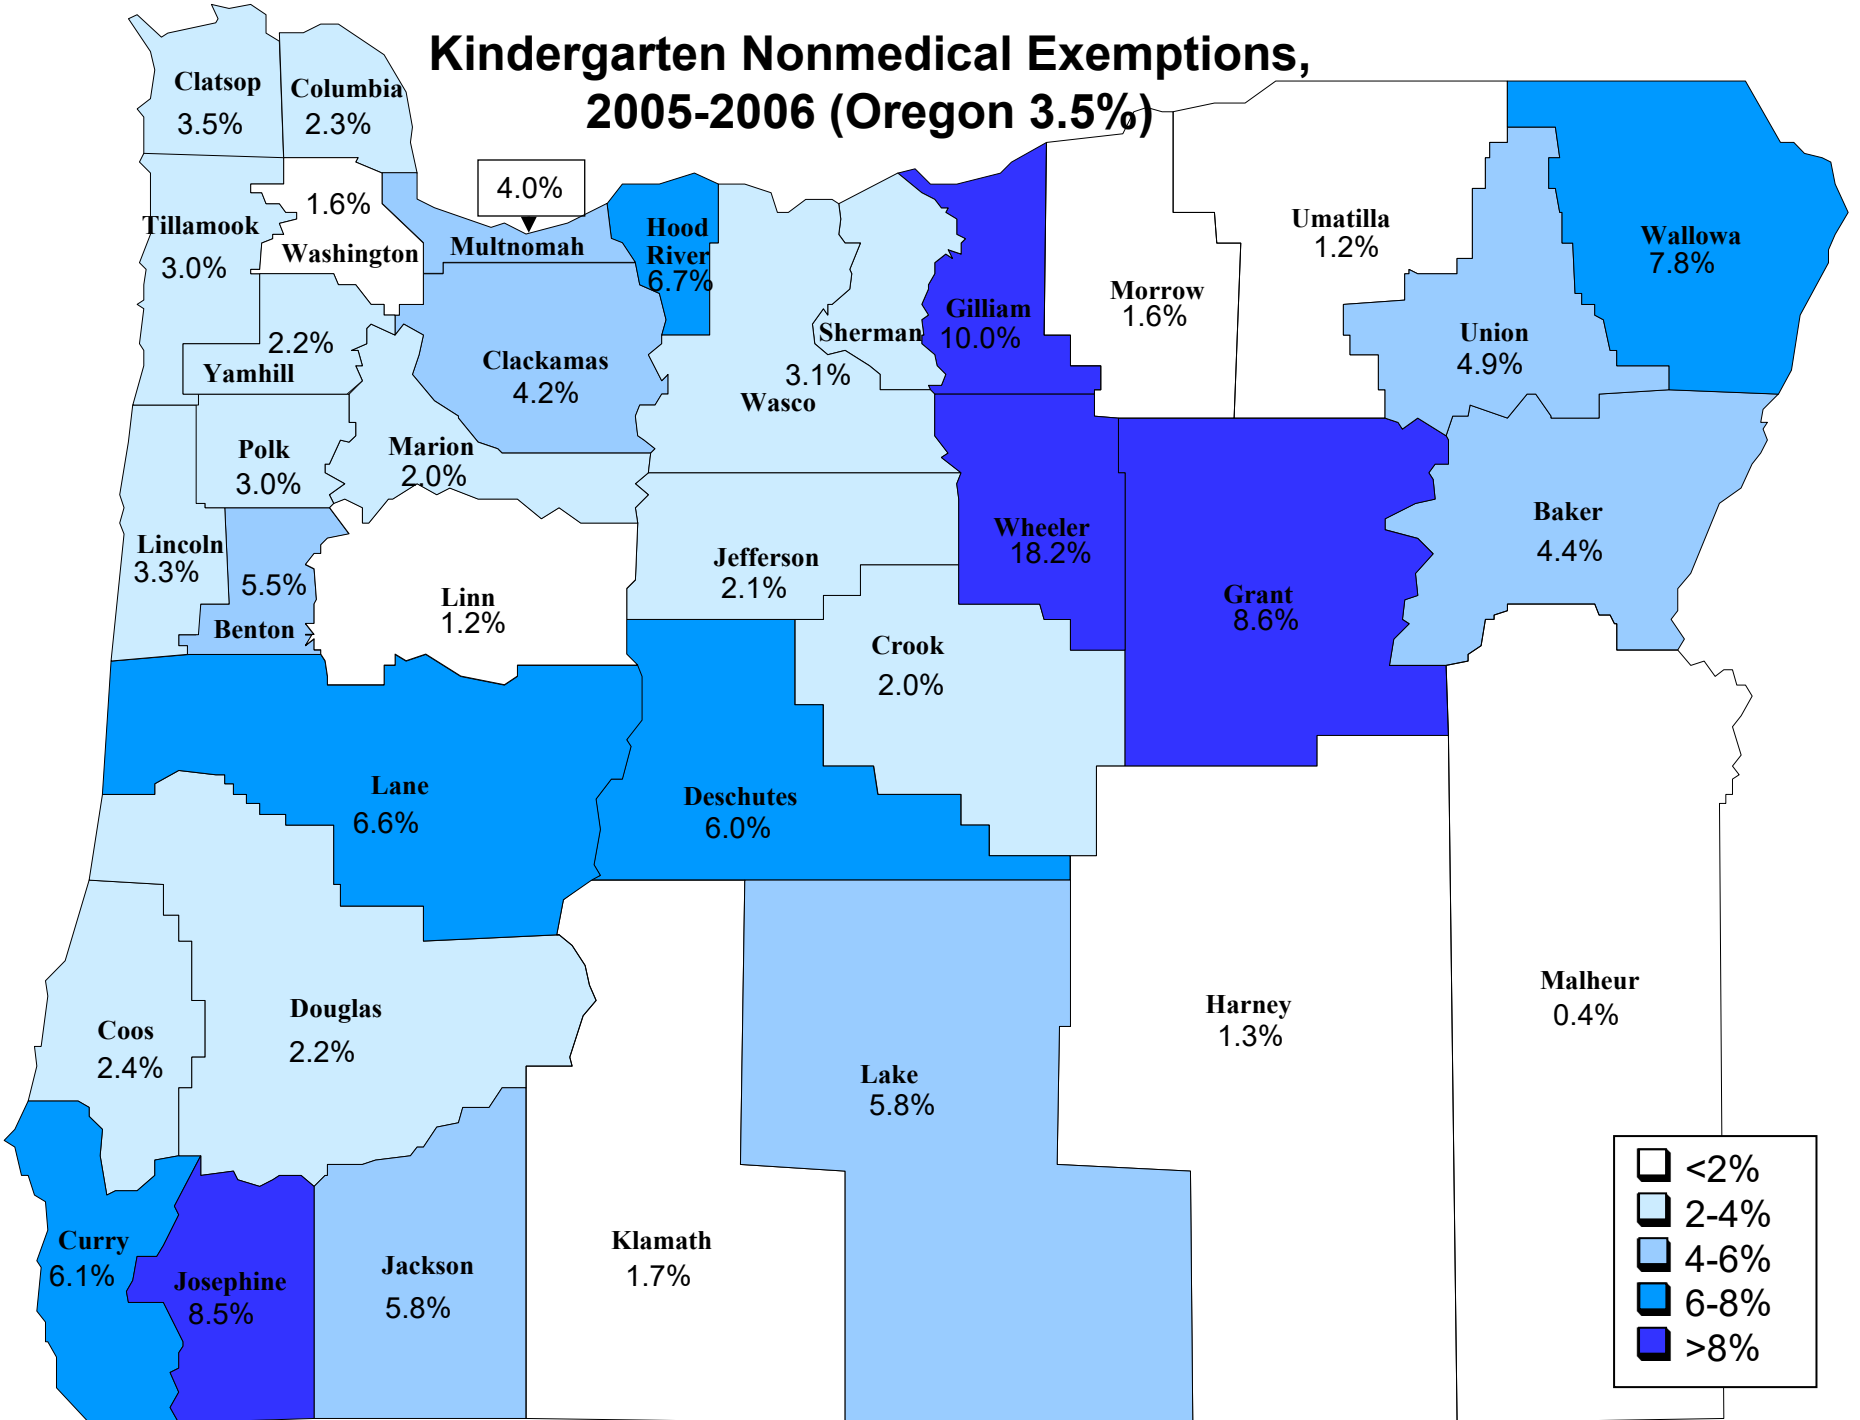 Kindergarten Nonmedical Exemptions,
2005-2006 (Oregon 3.5%)
Clatsop
3.5%
Columbia
2.3%
4.0%
Multnomah
1.6%
Washington
Tillamook
3.0%
Hood
River
6.7%
Umatilla
1.2%
Wallowa
7.8%
Morrow
1.6%
Gilliam
10.0%
Sherman
3.1%
Wasco
Union
4.9%
2.2%
Yamhill
Clackamas
4.2%
Polk
3.0%
Marion
2.0%
Wheeler
18.2%
Baker
4.4%
Lincoln
3.3%
5.5%
Benton
Linn
1.2%
Jefferson
2.1%
Grant
8.6%
Crook
2.0%
Lane
6.6%
Deschutes
6.0%
Coos
2.4%
Douglas
2.2%
Lake
5.8%
Harney
1.3%
Malheur
0.4%
Curry
6.1%
Josephine
8.5%
Jackson
5.8%
Klamath
1.7%
<2%
2-4%
4-6%
6-8%
>8%